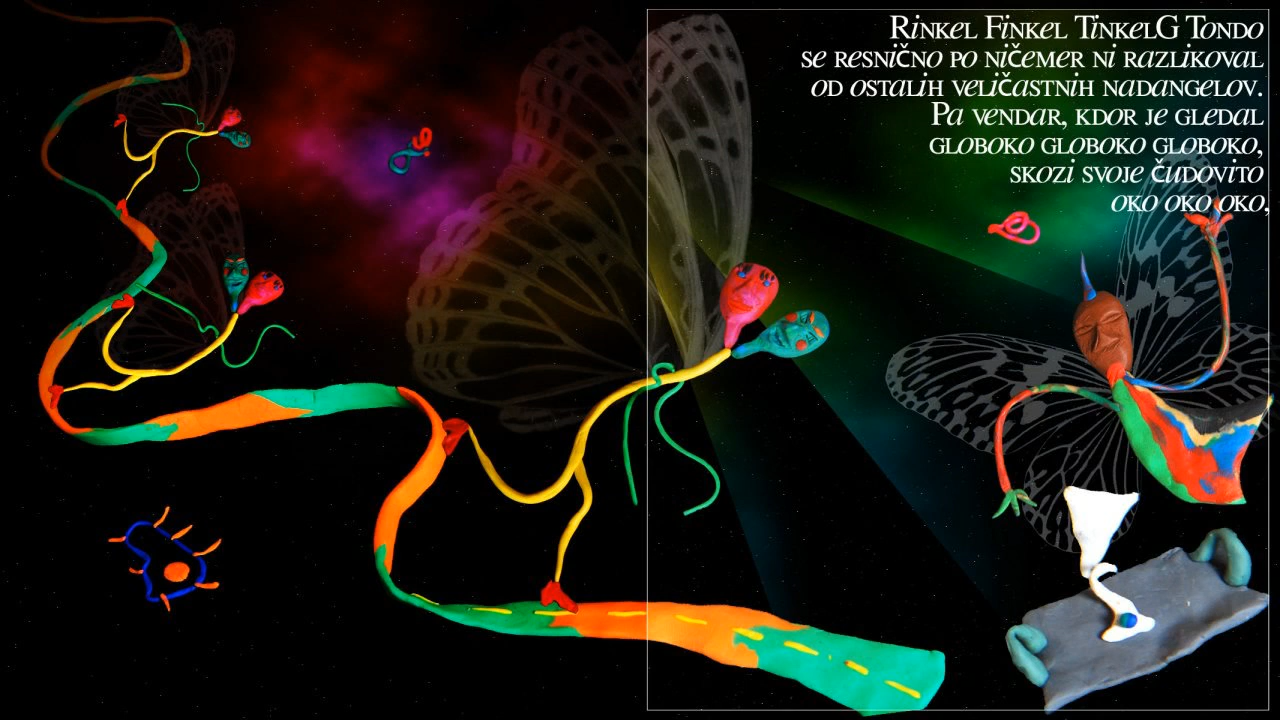 Rinkel Finkel TinkelG Tondo
se resnično po ničemer ni razlikoval
od ostalih veličastnih nadangelov.
Pa vendar, kdor je gledal
globoko globoko globoko,
skozi svoje čudovito
oko oko oko,